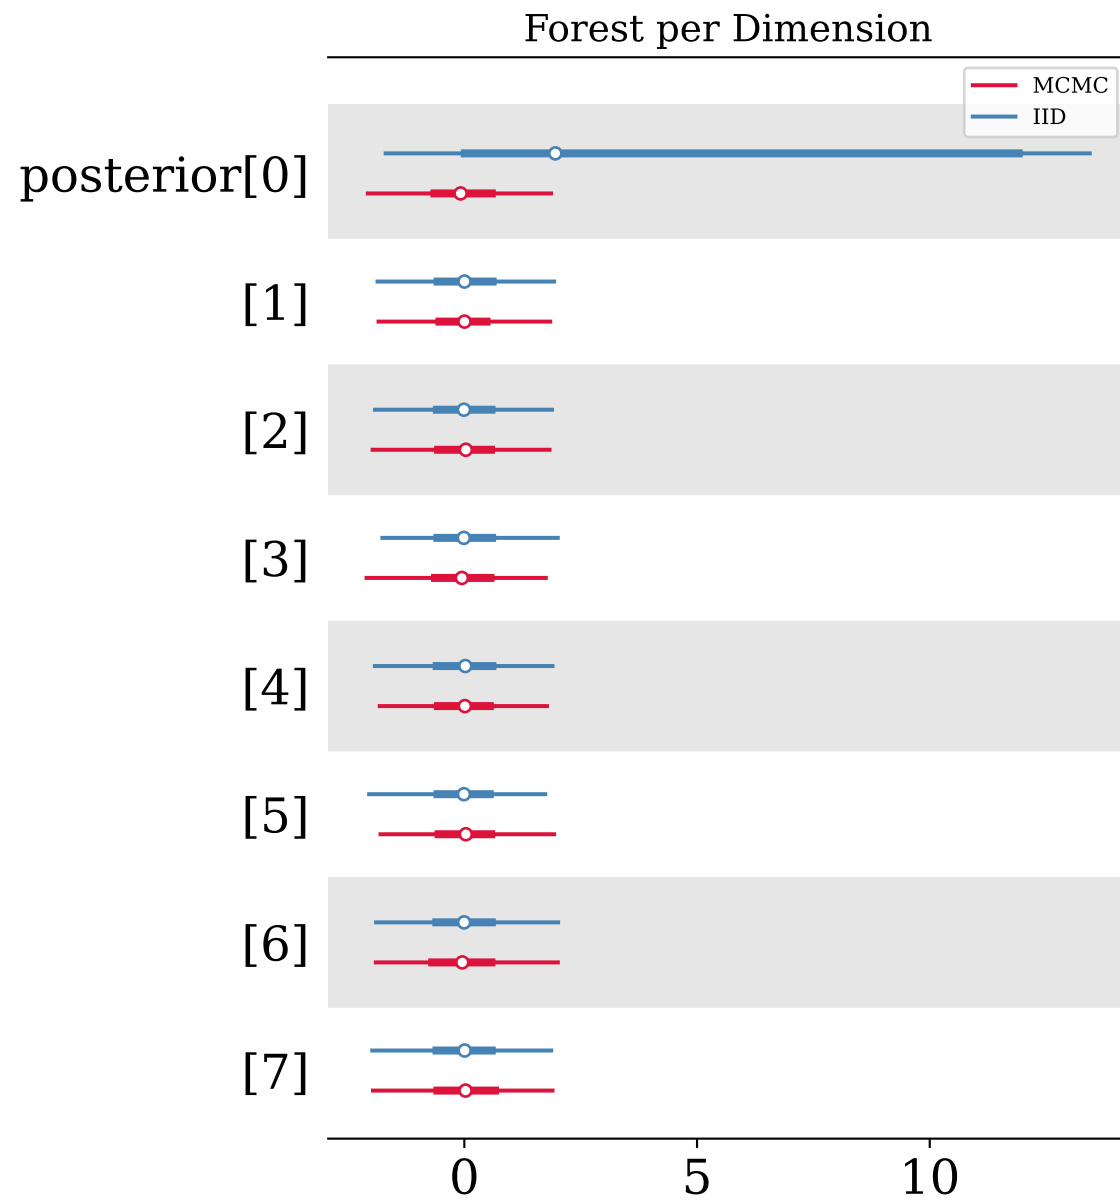 Forest per Dimension
MCMC
IID
posterior[0]
[1]
[2]
[3]
[4]
[5]
[6]
[7]
0 5 10